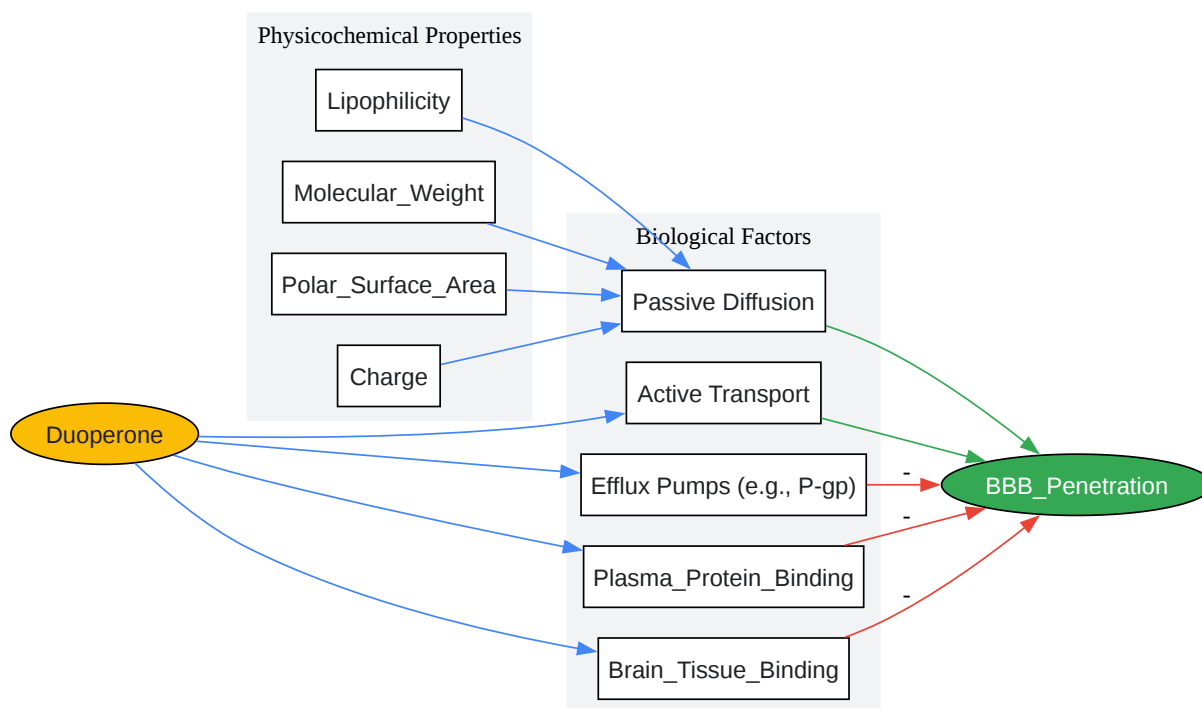 Physicochemical Properties
Lipophilicity
Molecular_Weight
Polar_Surface_Area
Charge
Duoperone
Biological Factors
Passive Diffusion
Active Transport
Efflux Pumps (e.g., P-gp)
Plasma_Protein_Binding
Brain_Tissue_Binding
-
-
-
BBB_Penetration